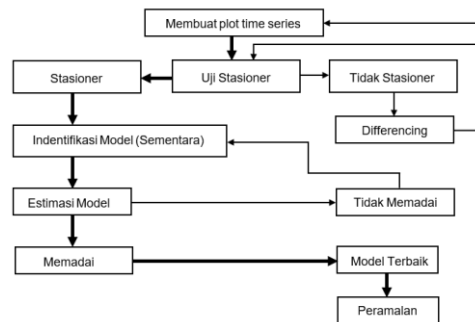 Membuat plot time series
Stasioner
Uji Stasioner
Tidak Stasioner
Differencing
Indentifikasi Model (Sementara)
Estimasi Model
Tidak Memadai
Memadai
Model Terbaik
Peramalan